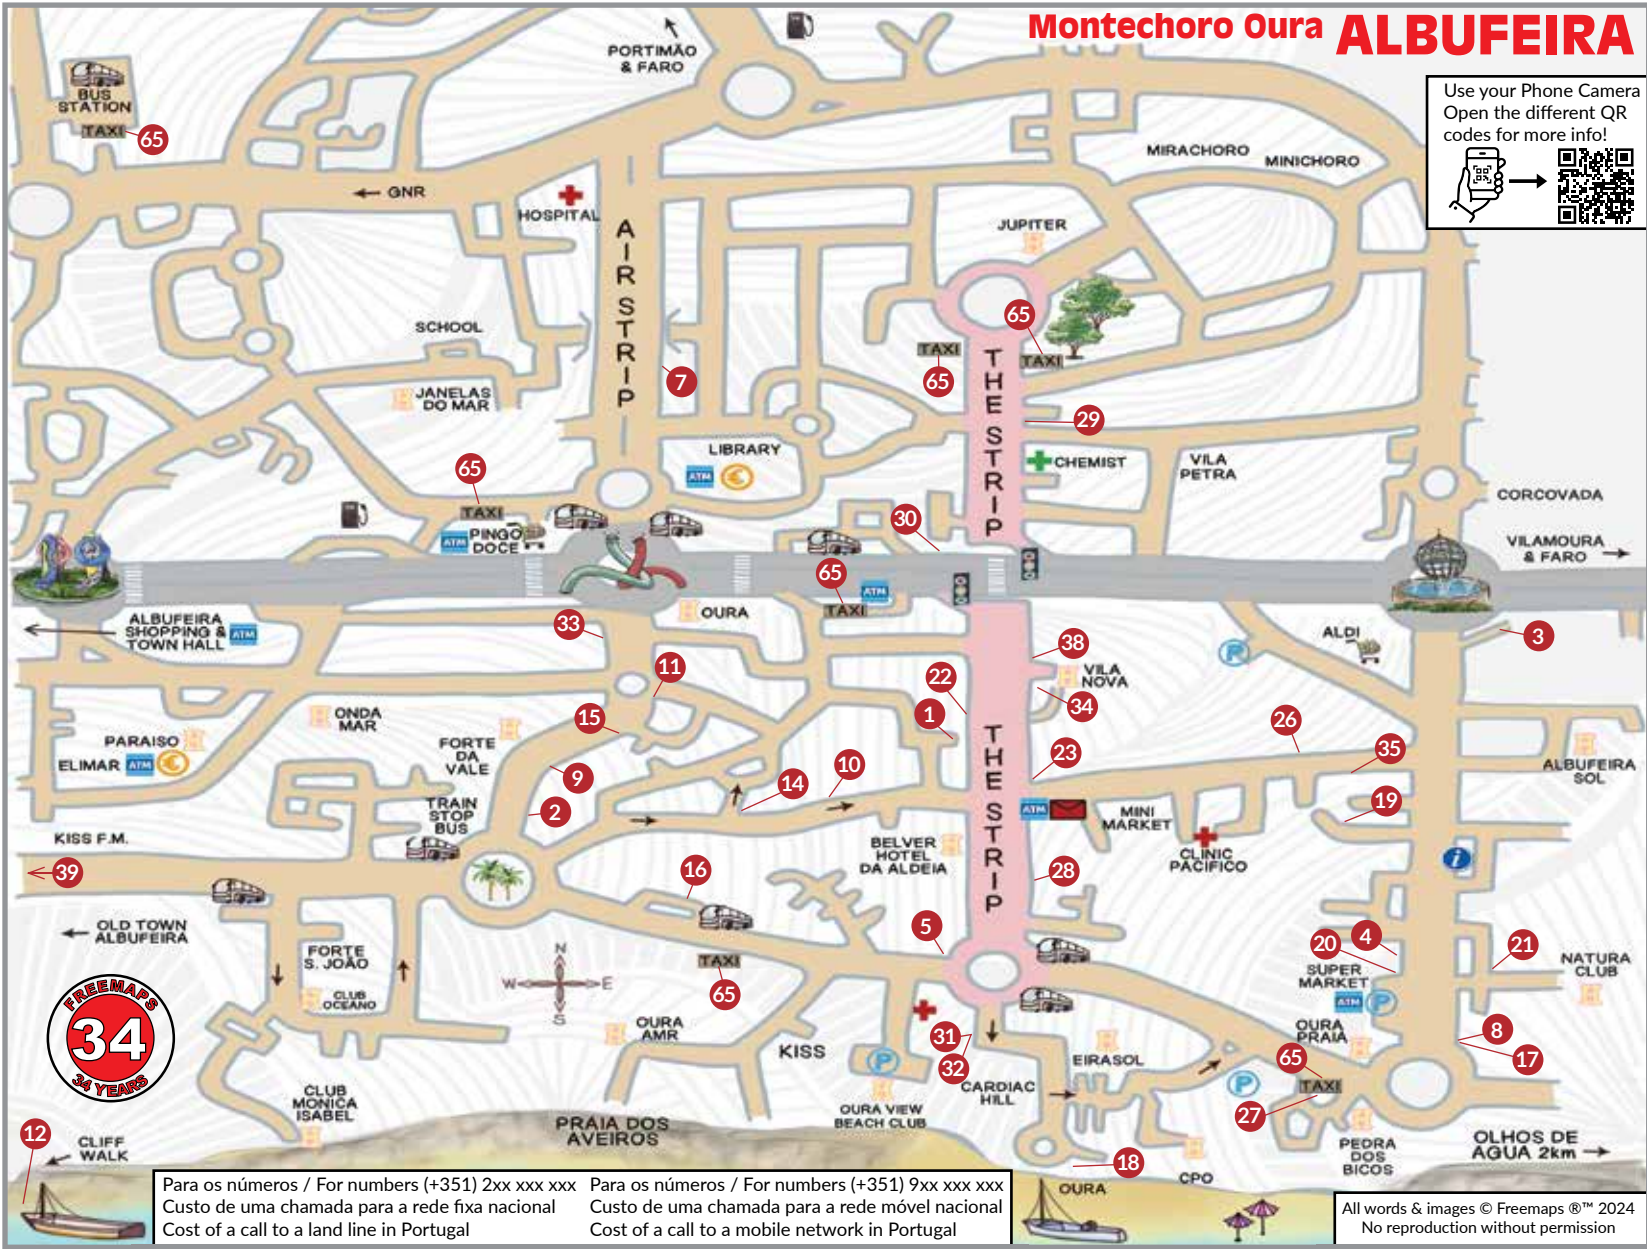 Montechoro Oura ALBUFEIRA
Use your Phone Camera
Open the different QR
codes for more info!
PORTIMÃO
& FARO
BUS
STATION
TAXI
65
MIRACHORO
MINICHORO
GNR
HOSPITAL
AIR STRIP
JUPITER
65
SCHOOL
TAXI
TAXI
65
7
JANELAS
DO MAR
THE STRIP
29
LIBRARY
ATM
CHEMIST
VILA
PETRA
65
TAXI
CORCOVADA
ATM
PINGO
DOCE
30
VILAMOURA
& FARO
65
ATM
TAXI
ALBUFEIRA
SHOPPING &
TOWN HALL
ATM
OURA
33
38
P
ALDI
3
11
22
VILA
NOVA
34
1
15
26
ONDA
MAR
PARAISO
ELIMAR
ATM
FORTE
DA
VALE
THE STRIP
23
35
ALBUFEIRA
SOL
9
10
14
2
TRAIN
STOP
BUS
ATM
MINI
MARKET
19
KISS F.M.
39
BELVER
HOTEL
DA ALDEIA
CLINIC
PACIFICO
i
16
28
OLD TOWN
ALBUFEIRA
5
4
20
21
FORTE
S. JOÃO
N
W
E
S
TAXI
65
SUPER
MARKET
ATM
P
NATURA
CLUB
CLUB
OCEANO
FREEMAPS
34
34 YEARS
OURA
AMR
KISS
31
32
OURA
PRAIA
8
17
P
EIRASOL
65
TAXI
P
CARDIAC
HILL
27
CLUB
MONICA
ISABEL
OURA VIEW
BEACH CLUB
PRAIA DOS
AVEIROS
12
CLIFF
WALK
PEDRA
DOS
BICOS
OLHOS DE
AGUA 2km
18
CPO
OURA
Para os números / For numbers (+351) 2xx xxx xxx
Custo de uma chamada para a rede fixa nacional
Cost of a call to a land line in Portugal
Para os números / For numbers (+351) 9xx xxx xxx
Custo de uma chamada para a rede móvel nacional
Cost of a call to a mobile network in Portugal
All words & images © Freemaps ®™ 2024
No reproduction without permission